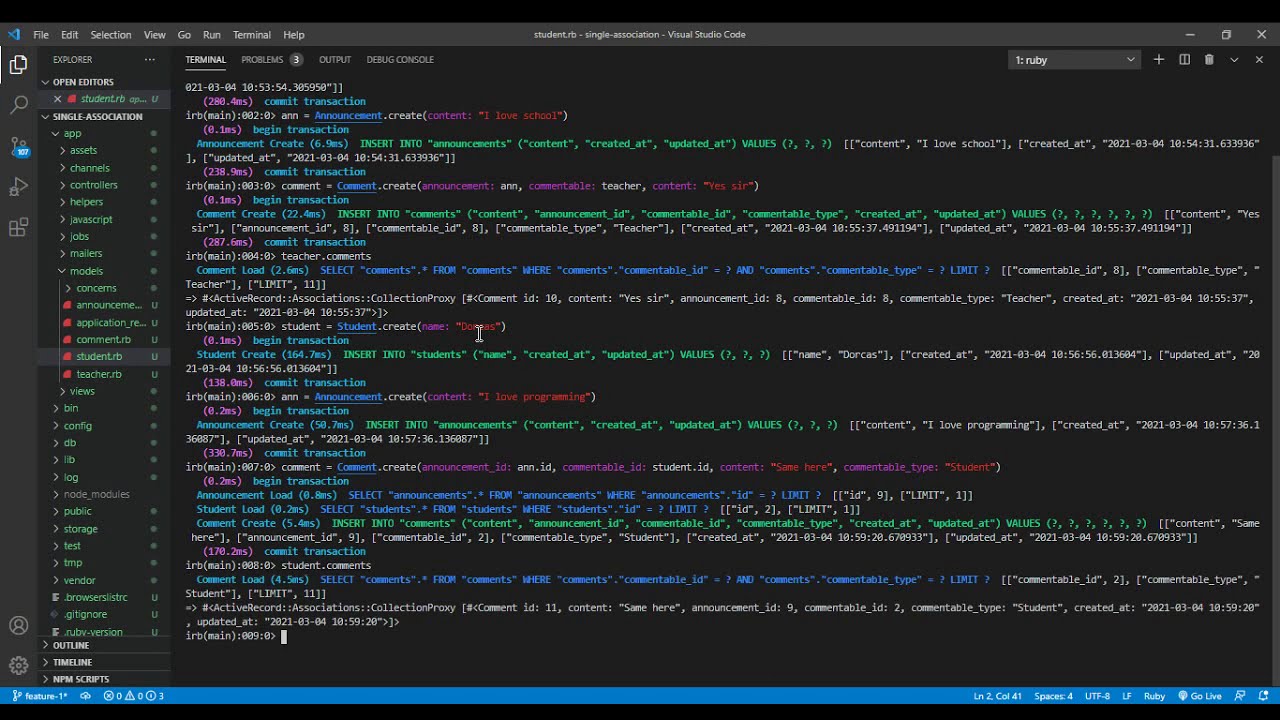 File Edit Selection View Go Run Terminal Help
student.rb - single-association - Visual Studio Code
EXPLORER
OPEN EDITORS
student.rb ap... U
SINGLE-ASSOCIATION
app
assets
channels
controllers
helpers
javascript
jobs
mailers
models
concerns
announceme... U
application_re... U
comment.rb U
student.rb U
teacher.rb U
views
bin
config
db
lib
log
node_modules
public
storage
test
tmp
vendor
.browserslistrc U
.gitignore U
.ruby-version U
OUTLINE
TIMELINE
NPM SCRIPTS
107
TERMINAL PROBLEMS 3 OUTPUT DEBUG CONSOLE
1: ruby
021-03-04 10:53:54.305950"]]
(280.4ms) commit transaction
irb(main):002:0> ann = Announcement.create(content: "I love school")
(0.1ms) begin transaction
Announcement Create (6.9ms) INSERT INTO "announcements" ("content", "created_at", "updated_at") VALUES (?, ?, ?) [["content", "I love school"], ["created_at", "2021-03-04 10:54:31.633936"
], ["updated_at", "2021-03-04 10:54:31.633936"]]
(238.9ms) commit transaction
irb(main):003:0> comment = Comment.create(announcement: ann, commentable: teacher, content: "Yes sir")
(0.1ms) begin transaction
Comment Create (22.4ms) INSERT INTO "comments" ("content", "announcement_id", "commentable_id", "commentable_type", "created_at", "updated_at") VALUES (?, ?, ?, ?, ?, ?) [["content", "Yes
sir"], ["announcement_id", 8], ["commentable_id", 8], ["commentable_type", "Teacher"], ["created_at", "2021-03-04 10:55:37.491194"], ["updated_at", "2021-03-04 10:55:37.491194"]]
(287.6ms) commit transaction
irb(main):004:0> teacher.comments
Comment Load (2.6ms) SELECT "comments".* FROM "comments" WHERE "comments"."commentable_id" = ? AND "comments"."commentable_type" = ? LIMIT ? [["commentable_id", 8], ["commentable_type", "
Teacher"], ["LIMIT", 11]]
=> #<ActiveRecord::Associations::CollectionProxy [#<Comment id: 10, content: "Yes sir", announcement_id: 8, commentable_id: 8, commentable_type: "Teacher", created_at: "2021-03-04 10:55:37",
updated_at: "2021-03-04 10:55:37">]>
irb(main):005:0> student = Student.create(name: "Dorcas")
(0.1ms) begin transaction
Student Create (164.7ms) INSERT INTO "students" ("name", "created_at", "updated_at") VALUES (?, ?, ?) [["name", "Dorcas"], ["created_at", "2021-03-04 10:56:56.013604"], ["updated_at", "20
21-03-04 10:56:56.013604"]]
(138.0ms) commit transaction
irb(main):006:0> ann = Announcement.create(content: "I love programming")
(0.2ms) begin transaction
Announcement Create (50.7ms) INSERT INTO "announcements" ("content", "created_at", "updated_at") VALUES (?, ?, ?) [["content", "I love programming"], ["created_at", "2021-03-04 10:57:36.1
36087"], ["updated_at", "2021-03-04 10:57:36.136087"]]
(330.7ms) commit transaction
irb(main):007:0> comment = Comment.create(announcement_id: ann.id, commentable_id: student.id, content: "Same here", commentable_type: "Student")
(0.2ms) begin transaction
Announcement Load (0.8ms) SELECT "announcements".* FROM "announcements" WHERE "announcements"."id" = ? LIMIT ? [["id", 9], ["LIMIT", 1]]
Student Load (0.2ms) SELECT "students".* FROM "students" WHERE "students"."id" = ? LIMIT ? [["id", 2], ["LIMIT", 1]]
Comment Create (5.4ms) INSERT INTO "comments" ("content", "announcement_id", "commentable_id", "commentable_type", "created_at", "updated_at") VALUES (?, ?, ?, ?, ?, ?) [["content", "Same
here"], ["announcement_id", 9], ["commentable_id", 2], ["commentable_type", "Student"], ["created_at", "2021-03-04 10:59:20.670933"], ["updated_at", "2021-03-04 10:59:20.670933"]]
(170.2ms) commit transaction
irb(main):008:0> student.comments
Comment Load (4.5ms) SELECT "comments".* FROM "comments" WHERE "comments"."commentable_id" = ? AND "comments"."commentable_type" = ? LIMIT ? [["commentable_id", 2], ["commentable_type", "
Student"], ["LIMIT", 11]]
=> #<ActiveRecord::Associations::CollectionProxy [#<Comment id: 11, content: "Same here", announcement_id: 9, commentable_id: 2, commentable_type: "Student", created_at: "2021-03-04 10:59:20"
, updated_at: "2021-03-04 10:59:20">]>
irb(main):009:0>
feature-1* 0 0 3
Ln 2, Col 41 Spaces: 4 UTF-8 LF Ruby Go Live